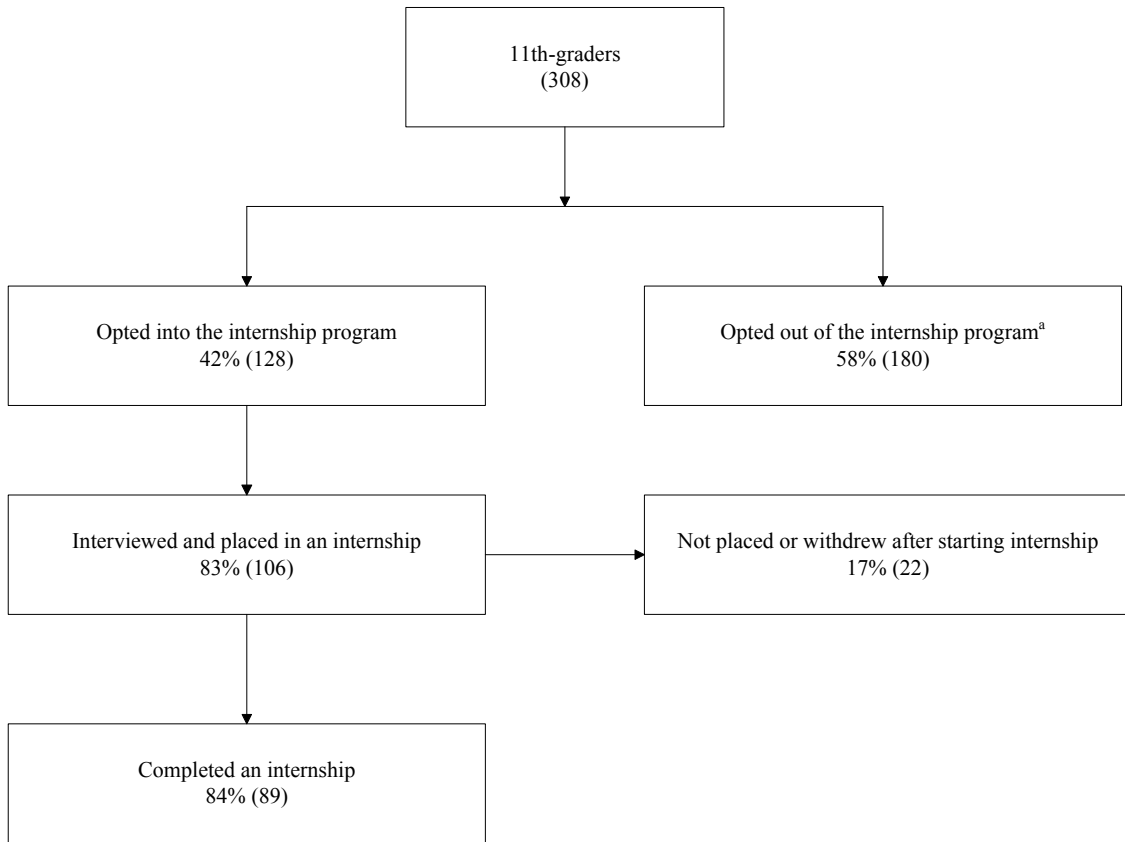 11th-graders
(308)
Opted into the internship program
42% (128)
Opted out of the internship programᵃ
58% (180)
Interviewed and placed in an internship
83% (106)
Not placed or withdrew after starting internship
17% (22)
Completed an internship
84% (89)